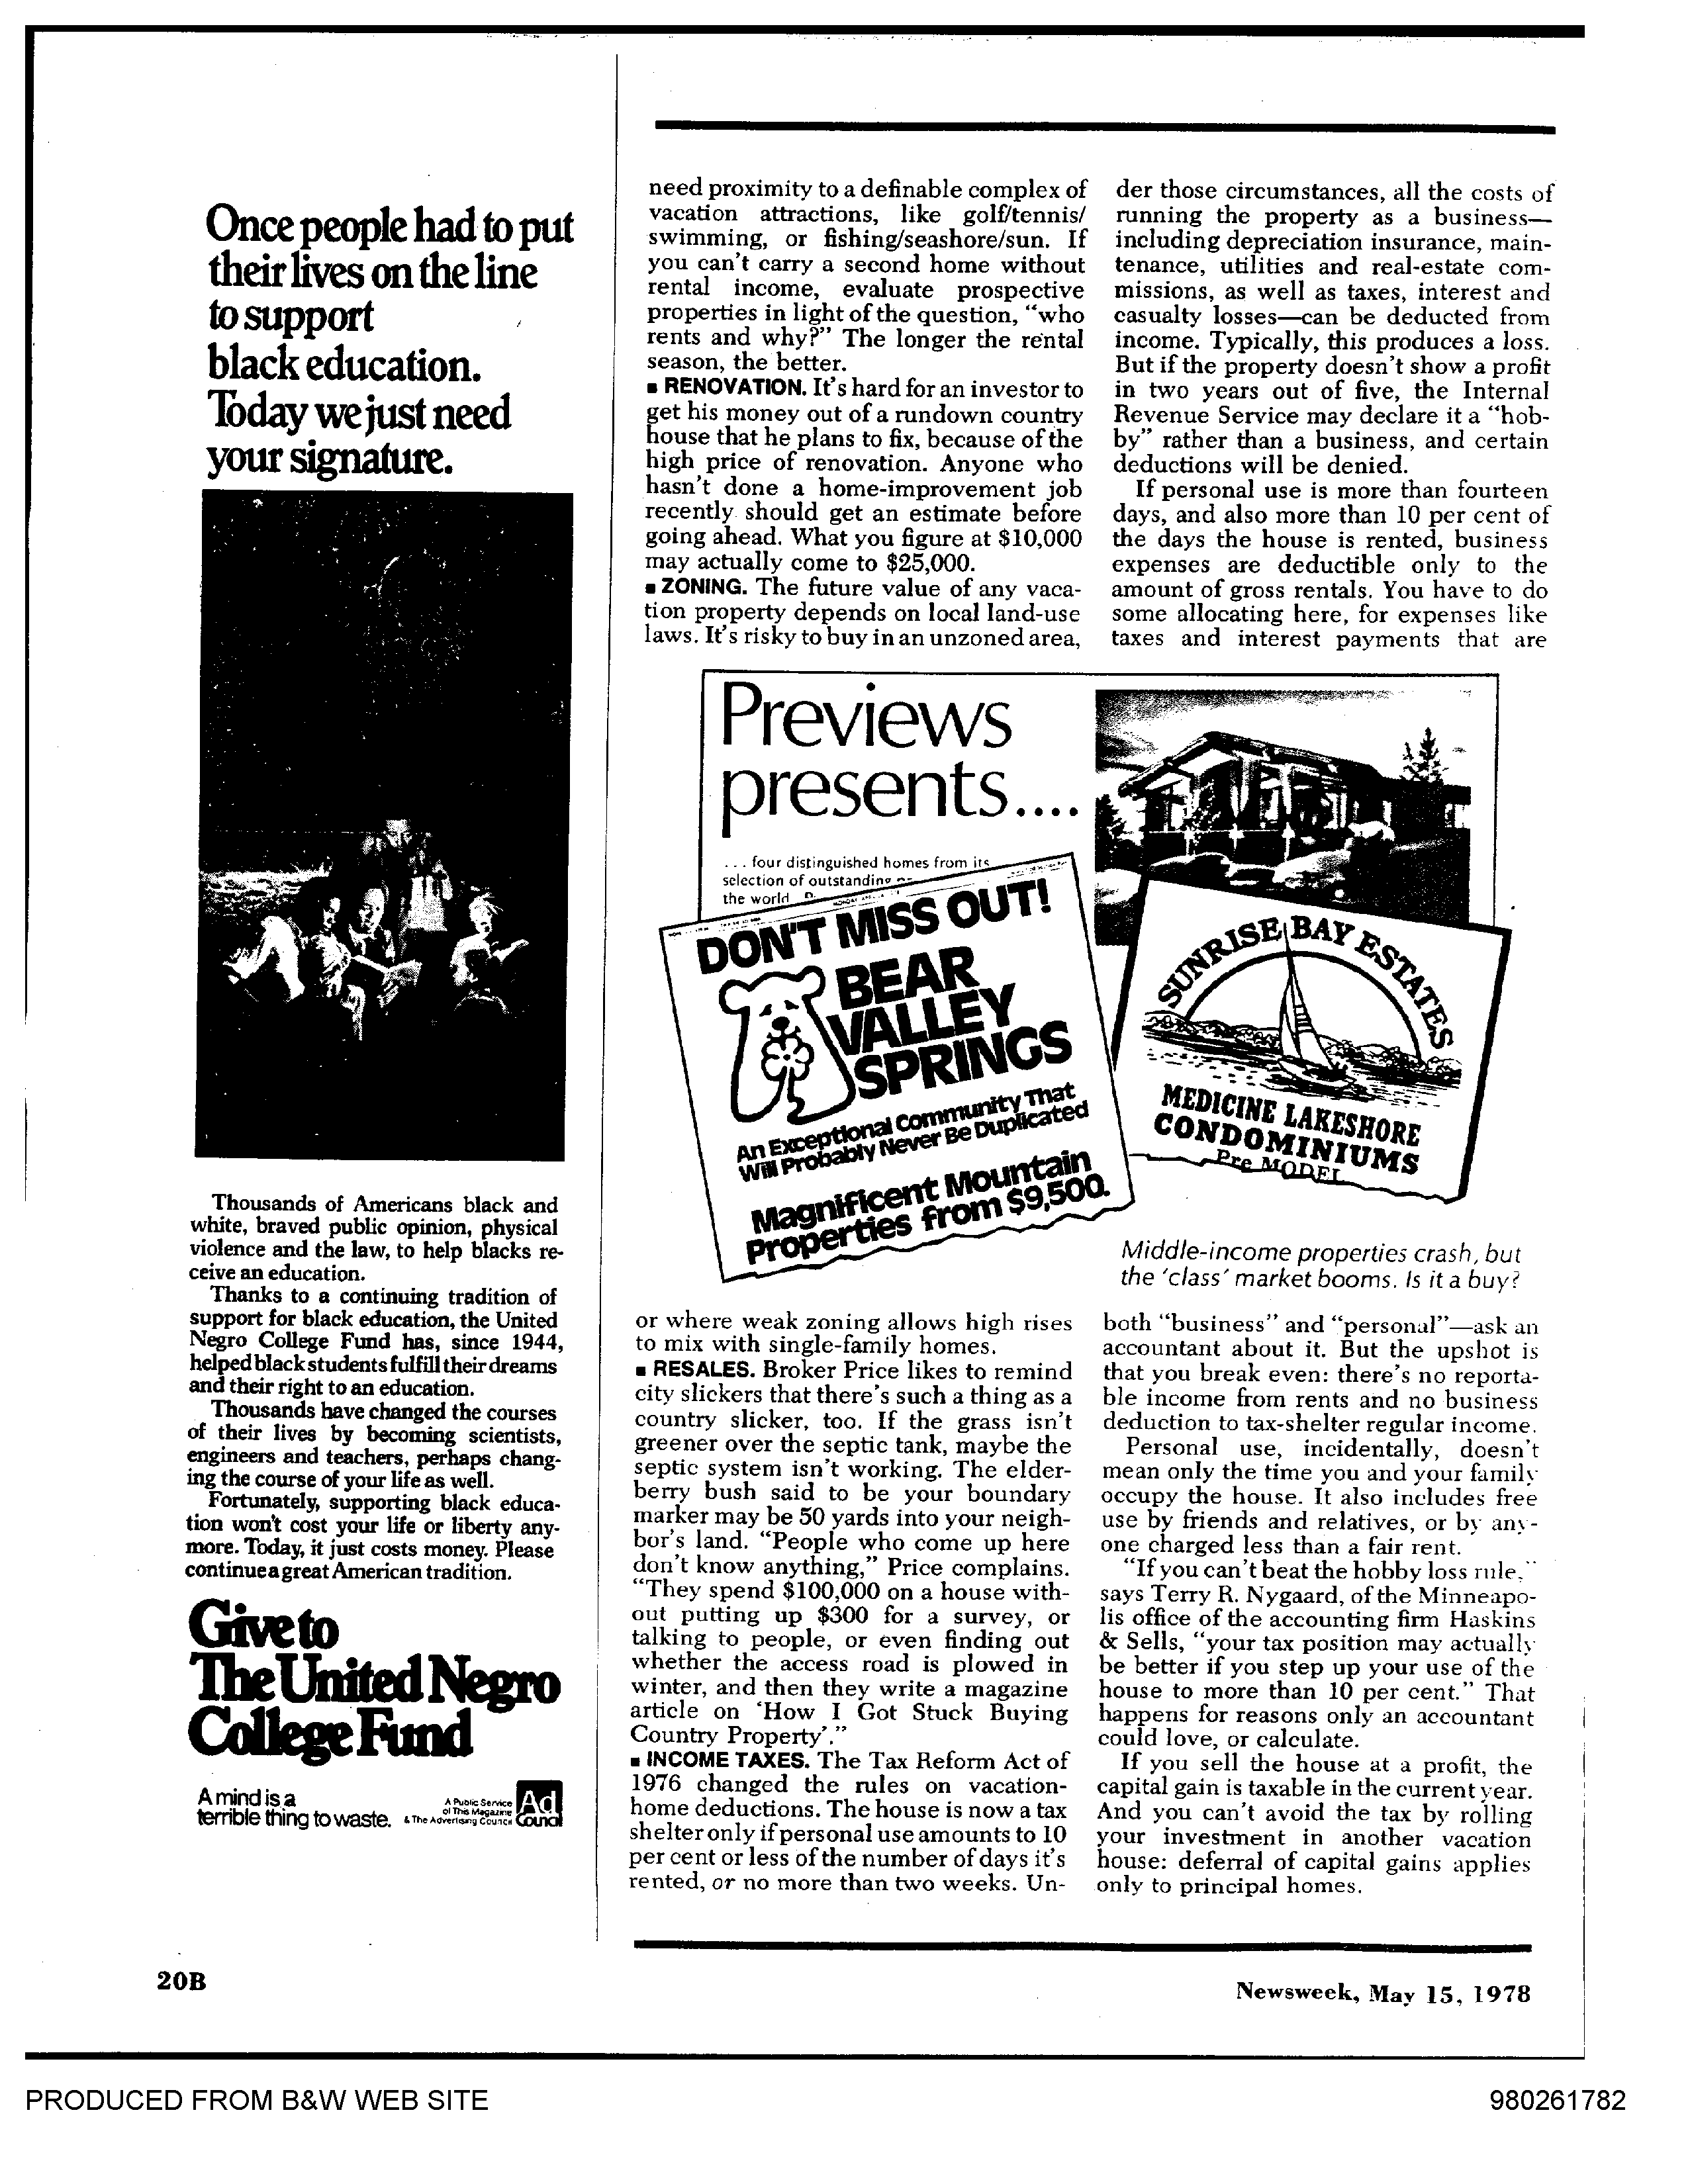 Once people had to put
their lives on the line
to support
black education.
Today we just need
your signature.
Thousands of Americans black and
white, braved public opinion, physical
violence and the law, to help blacks re-
ceive an education.
Thanks to a continuing tradition of
support for black education, the United
Negro College Fund has, since 1944,
helped black students fulfill their dreams
and their right to an education.
Thousands have changed the courses
of their lives by becoming scientists,
engineers and teachers, perhaps chang-
ing the course of your life as well.
Fortunately, supporting black educa-
tion won't cost your life or liberty any-
more. Today, it just costs money. Please
continue a great American tradition.
Give to
The United Negro
College Fund
A mind is a
terrible thing to waste.
A Public Service
of This Magazine
& The Advertising Council
Ad
Council
need proximity to a definable complex of
vacation attractions, like golf/tennis/
swimming, or fishing/seashore/sun. If
you can't carry a second home without
rental income, evaluate prospective
properties in light of the question, "who
rents and why?" The longer the rental
season, the better.
■ RENOVATION. It's hard for an investor to
get his money out of a rundown country
house that he plans to fix, because of the
high price of renovation. Anyone who
hasn't done a home-improvement job
recently should get an estimate before
going ahead. What you figure at $10,000
may actually come to $25,000.
■ ZONING. The future value of any vaca-
tion property depends on local land-use
laws. It's risky to buy in an unzoned area,
Previews
presents....
... four distinguished homes from its
selection of outstanding
the world
DON'T MISS OUT!
BEAR
VALLEY
SPRINGS
An Exceptional Community That
Will Probably Never Be Duplicated
Magnificent Mountain
Properties from $9,500.
SUNRISE BAY ESTATES
MEDICINE LAKESHORE
CONDOMINIUMS
Pre MODEL
Middle-income properties crash, but
the 'class' market booms. Is it a buy?
or where weak zoning allows high rises
to mix with single-family homes.
■ RESALES. Broker Price likes to remind
city slickers that there's such a thing as a
country slicker, too. If the grass isn't
greener over the septic tank, maybe the
septic system isn't working. The elder-
berry bush said to be your boundary
marker may be 50 yards into your neigh-
bor's land. "People who come up here
don't know anything," Price complains.
"They spend $100,000 on a house with-
out putting up $300 for a survey, or
talking to people, or even finding out
whether the access road is plowed in
winter, and then they write a magazine
article on 'How I Got Stuck Buying
Country Property'."
■ INCOME TAXES. The Tax Reform Act of
1976 changed the rules on vacation-
home deductions. The house is now a tax
shelter only if personal use amounts to 10
per cent or less of the number of days it's
rented, or no more than two weeks. Un-
der those circumstances, all the costs of
running the property as a business—
including depreciation insurance, main-
tenance, utilities and real-estate com-
missions, as well as taxes, interest and
casualty losses—can be deducted from
income. Typically, this produces a loss.
But if the property doesn't show a profit
in two years out of five, the Internal
Revenue Service may declare it a "hob-
by" rather than a business, and certain
deductions will be denied.
If personal use is more than fourteen
days, and also more than 10 per cent of
the days the house is rented, business
expenses are deductible only to the
amount of gross rentals. You have to do
some allocating here, for expenses like
taxes and interest payments that are
both "business" and "personal"—ask an
accountant about it. But the upshot is
that you break even: there's no reporta-
ble income from rents and no business
deduction to tax-shelter regular income.
Personal use, incidentally, doesn't
mean only the time you and your family
occupy the house. It also includes free
use by friends and relatives, or by any-
one charged less than a fair rent.
"If you can't beat the hobby loss rule,"
says Terry R. Nygaard, of the Minneapo-
lis office of the accounting firm Haskins
& Sells, "your tax position may actually
be better if you step up your use of the
house to more than 10 per cent." That
happens for reasons only an accountant
could love, or calculate.
If you sell the house at a profit, the
capital gain is taxable in the current year.
And you can't avoid the tax by rolling
your investment in another vacation
house: deferral of capital gains applies
only to principal homes.
20B
Newsweek, May 15, 1978
PRODUCED FROM B&W WEB SITE
980261782